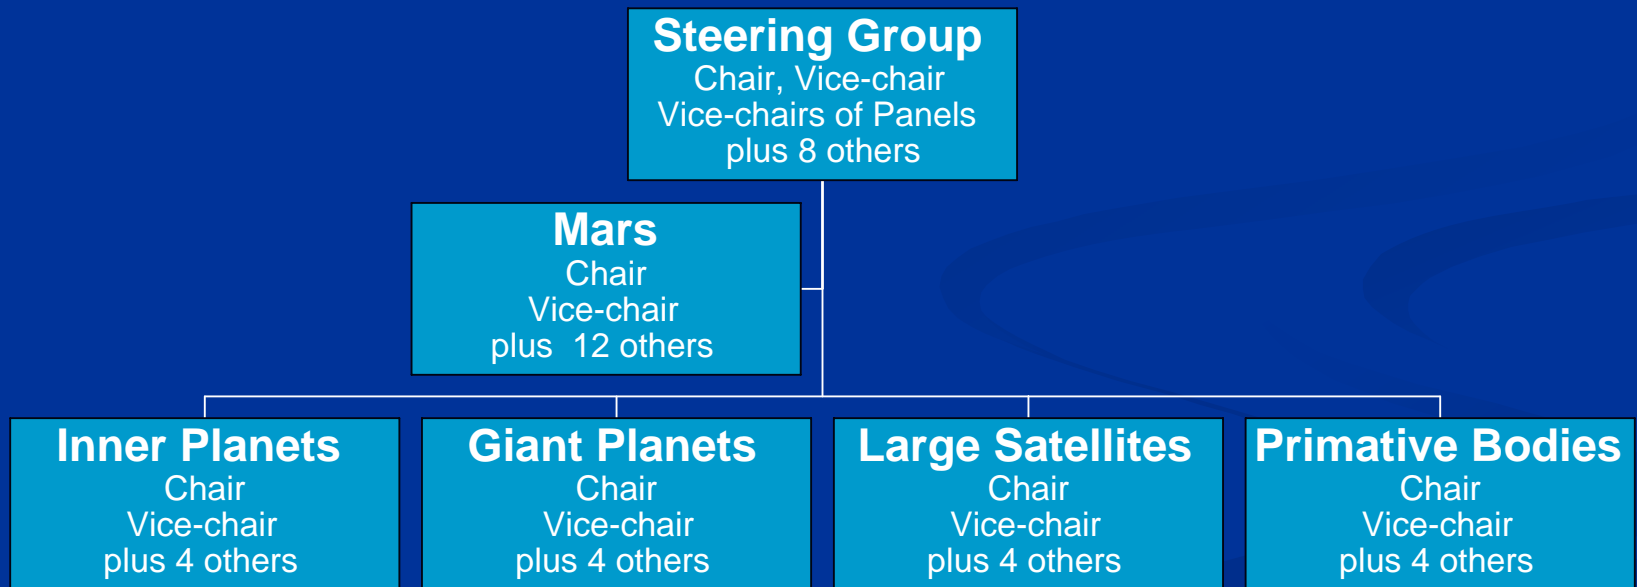 Steering Group
Chair, Vice-chair
Vice-chairs of Panels
plus 8 others
Mars
Chair
Vice-chair
plus  12 others
Inner Planets
Chair
Vice-chair
plus 4 others
Giant Planets
Chair
Vice-chair
plus 4 others
Large Satellites
Chair
Vice-chair
plus 4 others
Primative Bodies
Chair
Vice-chair
plus 4 others